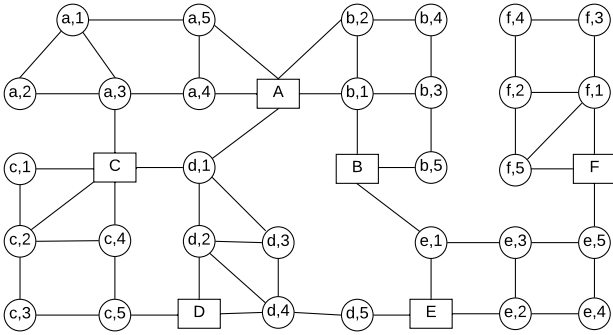 a,1 a,5 b,2 b,4 f,4 f,3
a,2 a,3 a,4 A b,1 b,3 f,2 f,1
c,1 C d,1 B b,5 f,5 F
c,2 c,4 d,2 d,3 e,1 e,3 e,5
c,3 c,5 D d,4 d,5 E e,2 e,4